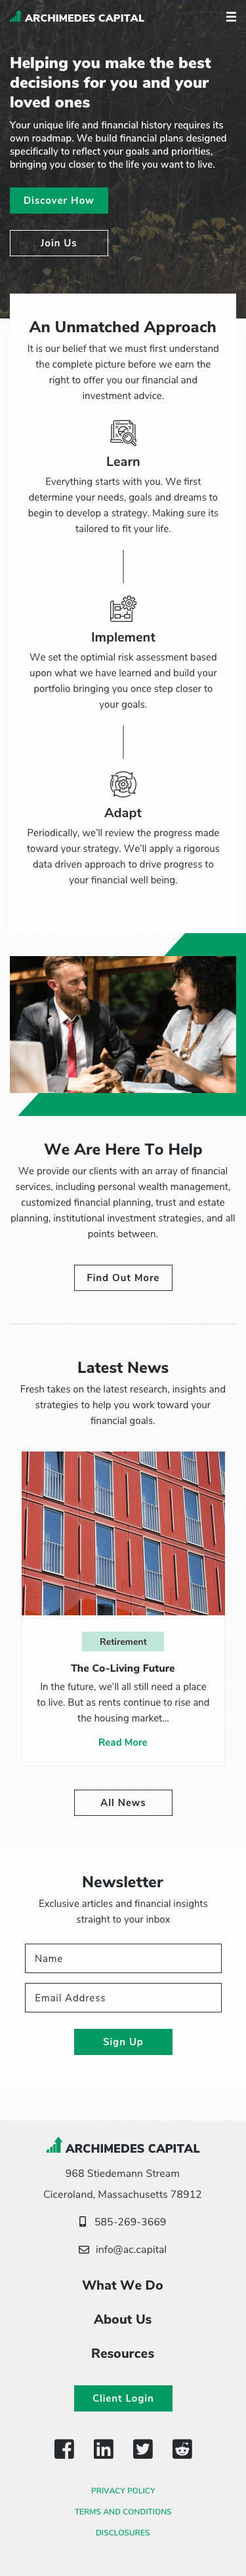 ARCHIMEDES CAPITAL
Helping you make the best
decisions for you and your
loved ones
Your unique life and financial history requires its
own roadmap. We build financial plans designed
specifically to reflect your goals and priorities,
bringing you closer to the life you want to live.
Discover How
Join Us
An Unmatched Approach
It is our belief that we must first understand
the complete picture before we earn the
right to offer you our financial and
investment advice.
Learn
Everything starts with you. We first
determine your needs, goals and dreams to
begin to develop a strategy. Making sure its
tailored to fit your life.
Implement
We set the optimial risk assessment based
upon what we have learned and build your
portfolio bringing you once step closer to
your goals.
Adapt
Periodically, we'll review the progress made
toward your strategy. We'll apply a rigorous
data driven approach to drive progress to
your financial well being.
We Are Here To Help
We provide our clients with an array of financial
services, including personal wealth management,
customized financial planning, trust and estate
planning, institutional investment strategies, and all
points between.
Find Out More
Latest News
Fresh takes on the latest research, insights and
strategies to help you work toward your
financial goals.
Retirement
The Co-Living Future
In the future, we'll all still need a place
to live. But as rents continue to rise and
the housing market...
Read More
All News
Newsletter
Exclusive articles and financial insights
straight to your inbox
Name
Email Address
Sign Up
ARCHIMEDES CAPITAL
968 Stiedemann Stream
Ciceroland, Massachusetts 78912
585-269-3669
info@ac.capital
What We Do
About Us
Resources
Client Login
PRIVACY POLICY
TERMS AND CONDITIONS
DISCLOSURES